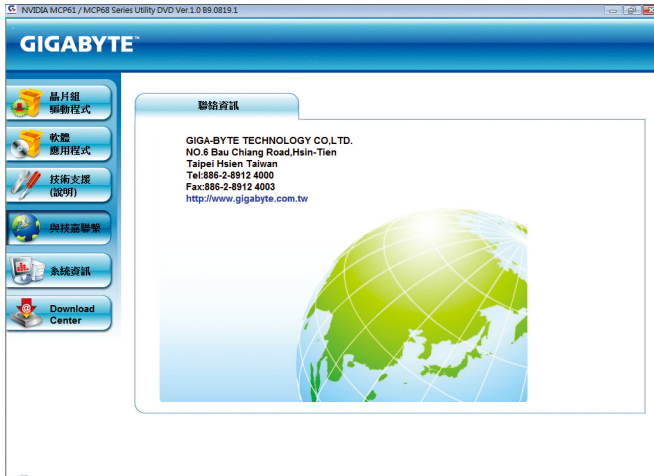 NVIDIA MCP61 / MCP68 Series Utility DVD Ver.1.0 B9.0819.1
GIGABYTE™
晶片組
驅動程式
軟體
應用程式
技術支援
(說明)
與技嘉聯繫
系統資訊
Download
Center
聯絡資訊
GIGA-BYTE TECHNOLOGY CO,LTD.
NO.6 Bau Chiang Road,Hsin-Tien
Taipei Hsien Taiwan
Tel:886-2-8912 4000
Fax:886-2-8912 4003
http://www.gigabyte.com.tw